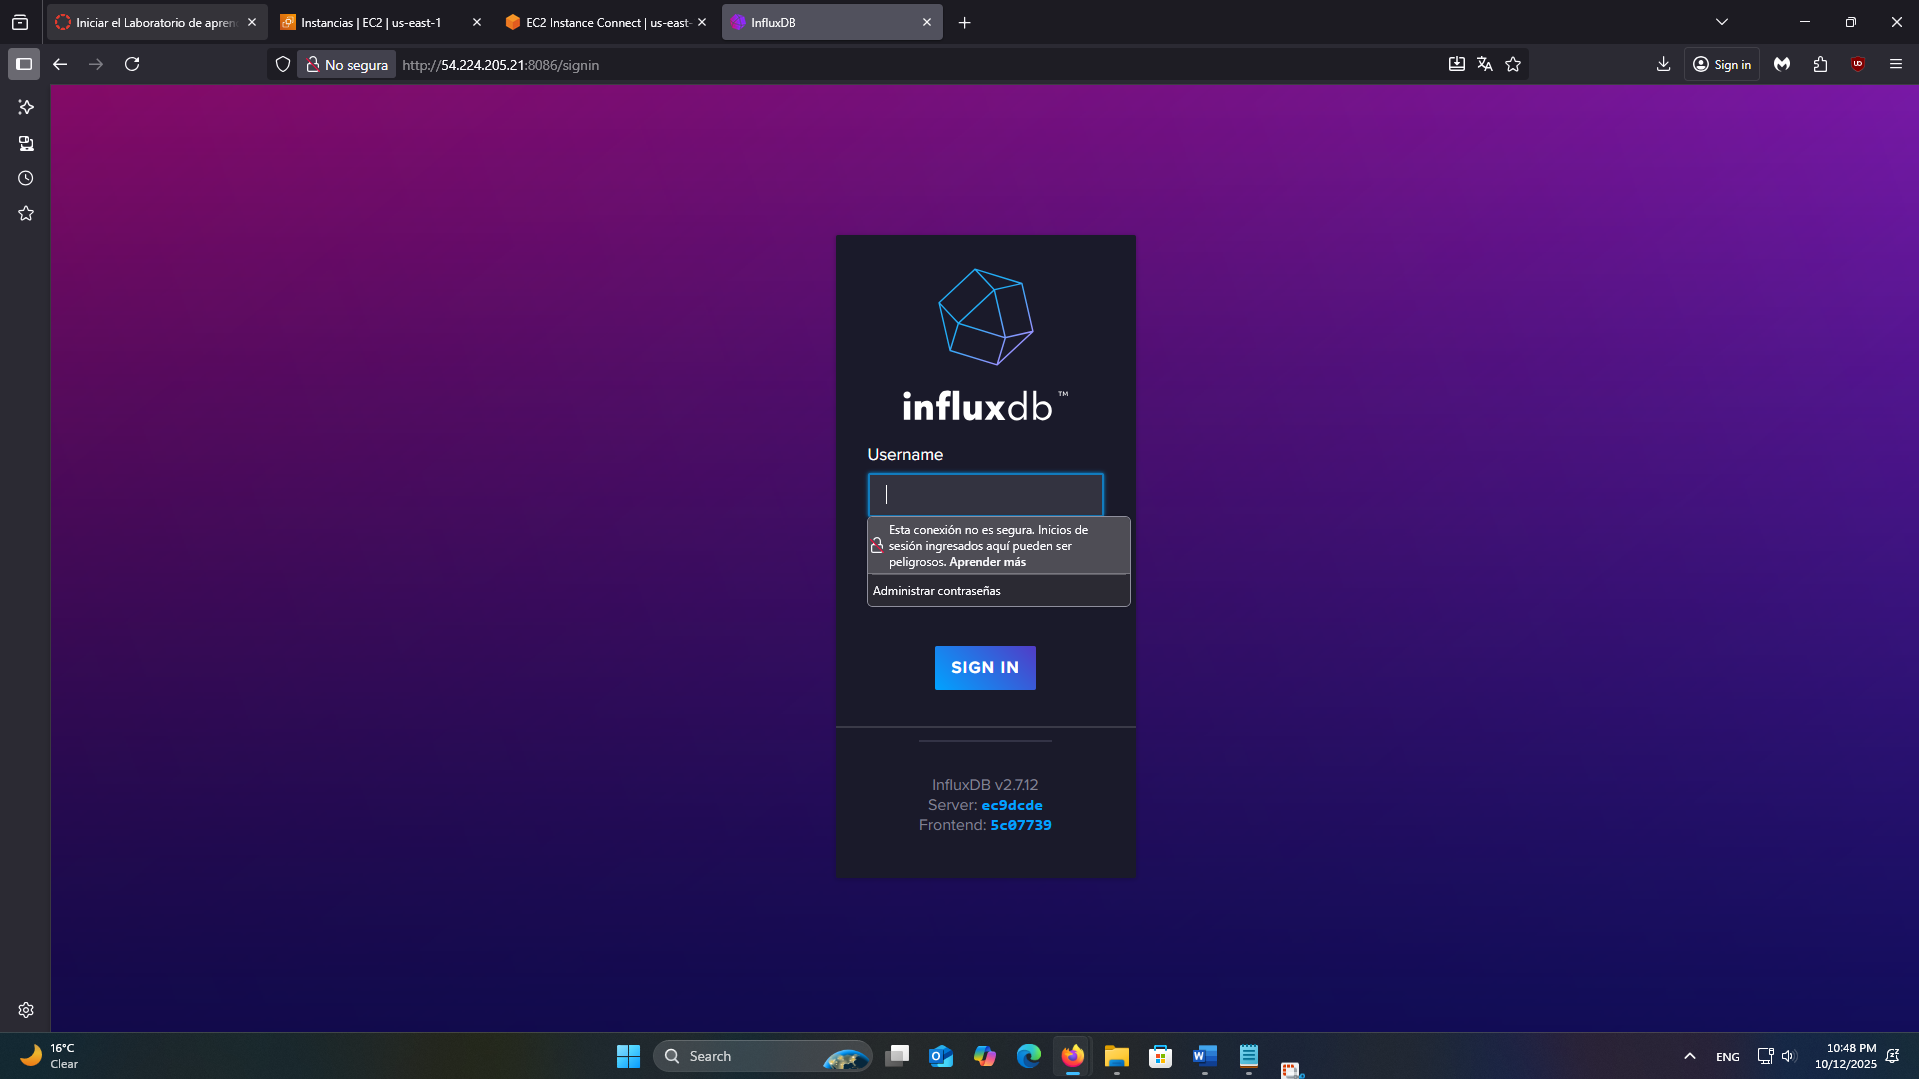 Iniciar el Laboratorio de apren
Instancias | EC2 | us-east-1
EC2 Instance Connect | us-east-
InfluxDB
No segura
http://54.224.205.21:8086/signin
Sign in
influxdb™
Username
Esta conexión no es segura. Inicios de
sesión ingresados aquí pueden ser
peligrosos. Aprender más
Administrar contraseñas
SIGN IN
InfluxDB v2.7.12
Server: ec9dcde
Frontend: 5c07739
16°C
Clear
Search
ENG
10:48 PM
10/12/2025